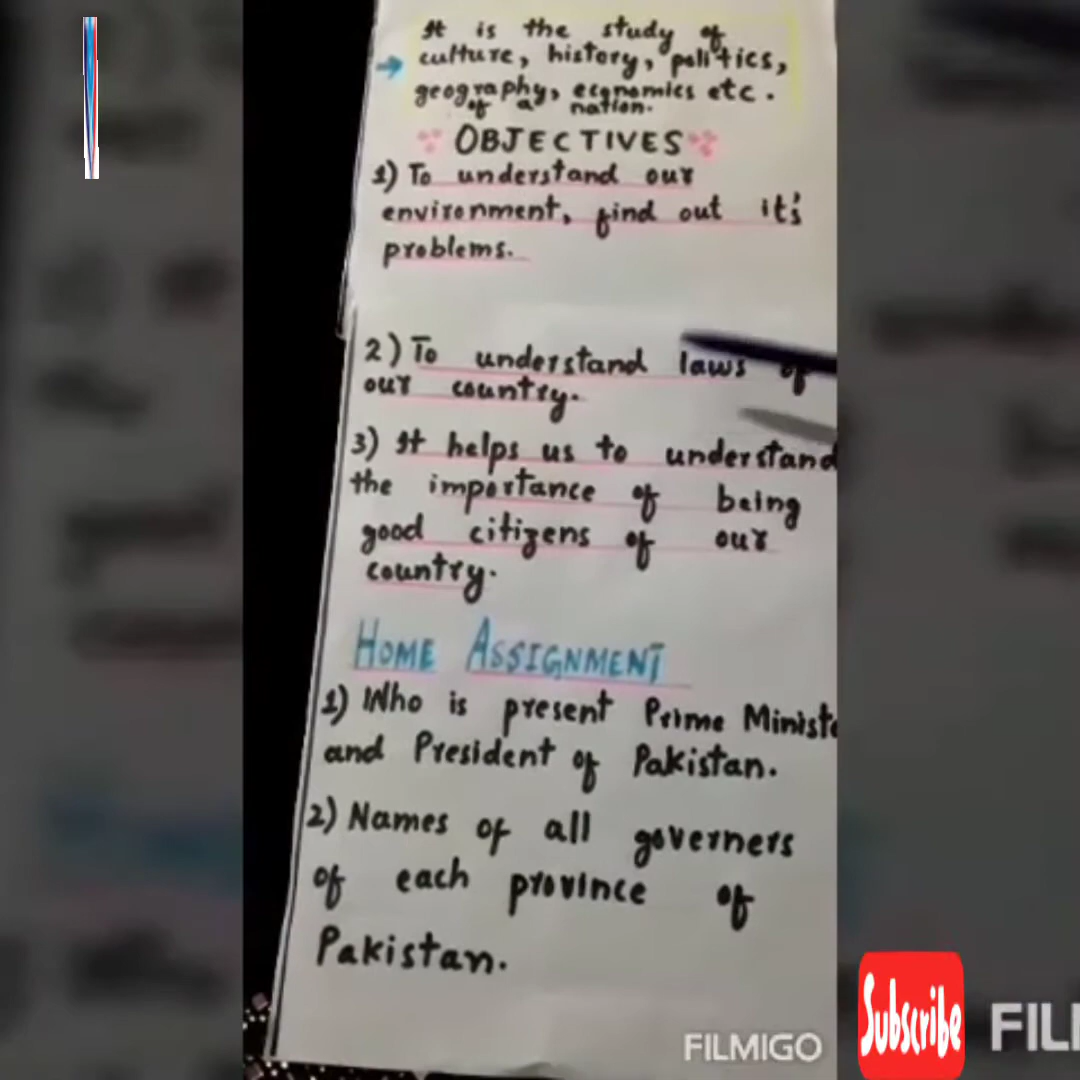 It is the study of
culture, history, politics,
geography, economics etc.
of a nation.
OBJECTIVES
1) To understand our
environment, find out it's
problems.
2) To understand laws of
our country.
3) It helps us to understand
the importance of being
good citizens of our
country.
HOME ASSIGNMENT
1) Who is present Prime Ministe
and President of Pakistan.
2) Names of all governers
of each province of
Pakistan.
FILMIGO
Subscribe
FIL